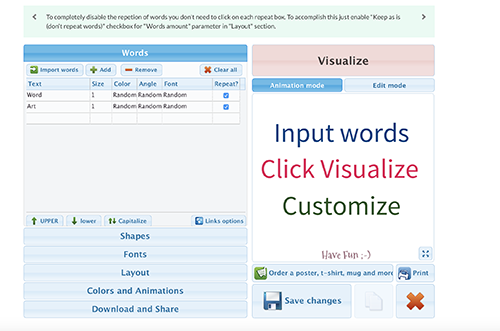 To completely disable the repetion of words you don't need to click on each repeat box. To accomplish this just enable "Keep as is
(don't repeat words)" checkbox for "Words amount" parameter in "Layout" section.
Words
Import words Add Remove Clear all
Text Size Color Angle Font Repeat?
Word 1 Random Random Random
Art 1 Random Random Random
UPPER lower Capitalize Links options
Shapes
Fonts
Layout
Colors and Animations
Download and Share
Visualize
Animation mode Edit mode
Input words
Click Visualize
Customize
Have Fun ;-)
Order a poster, t-shirt, mug and more Print
Save changes